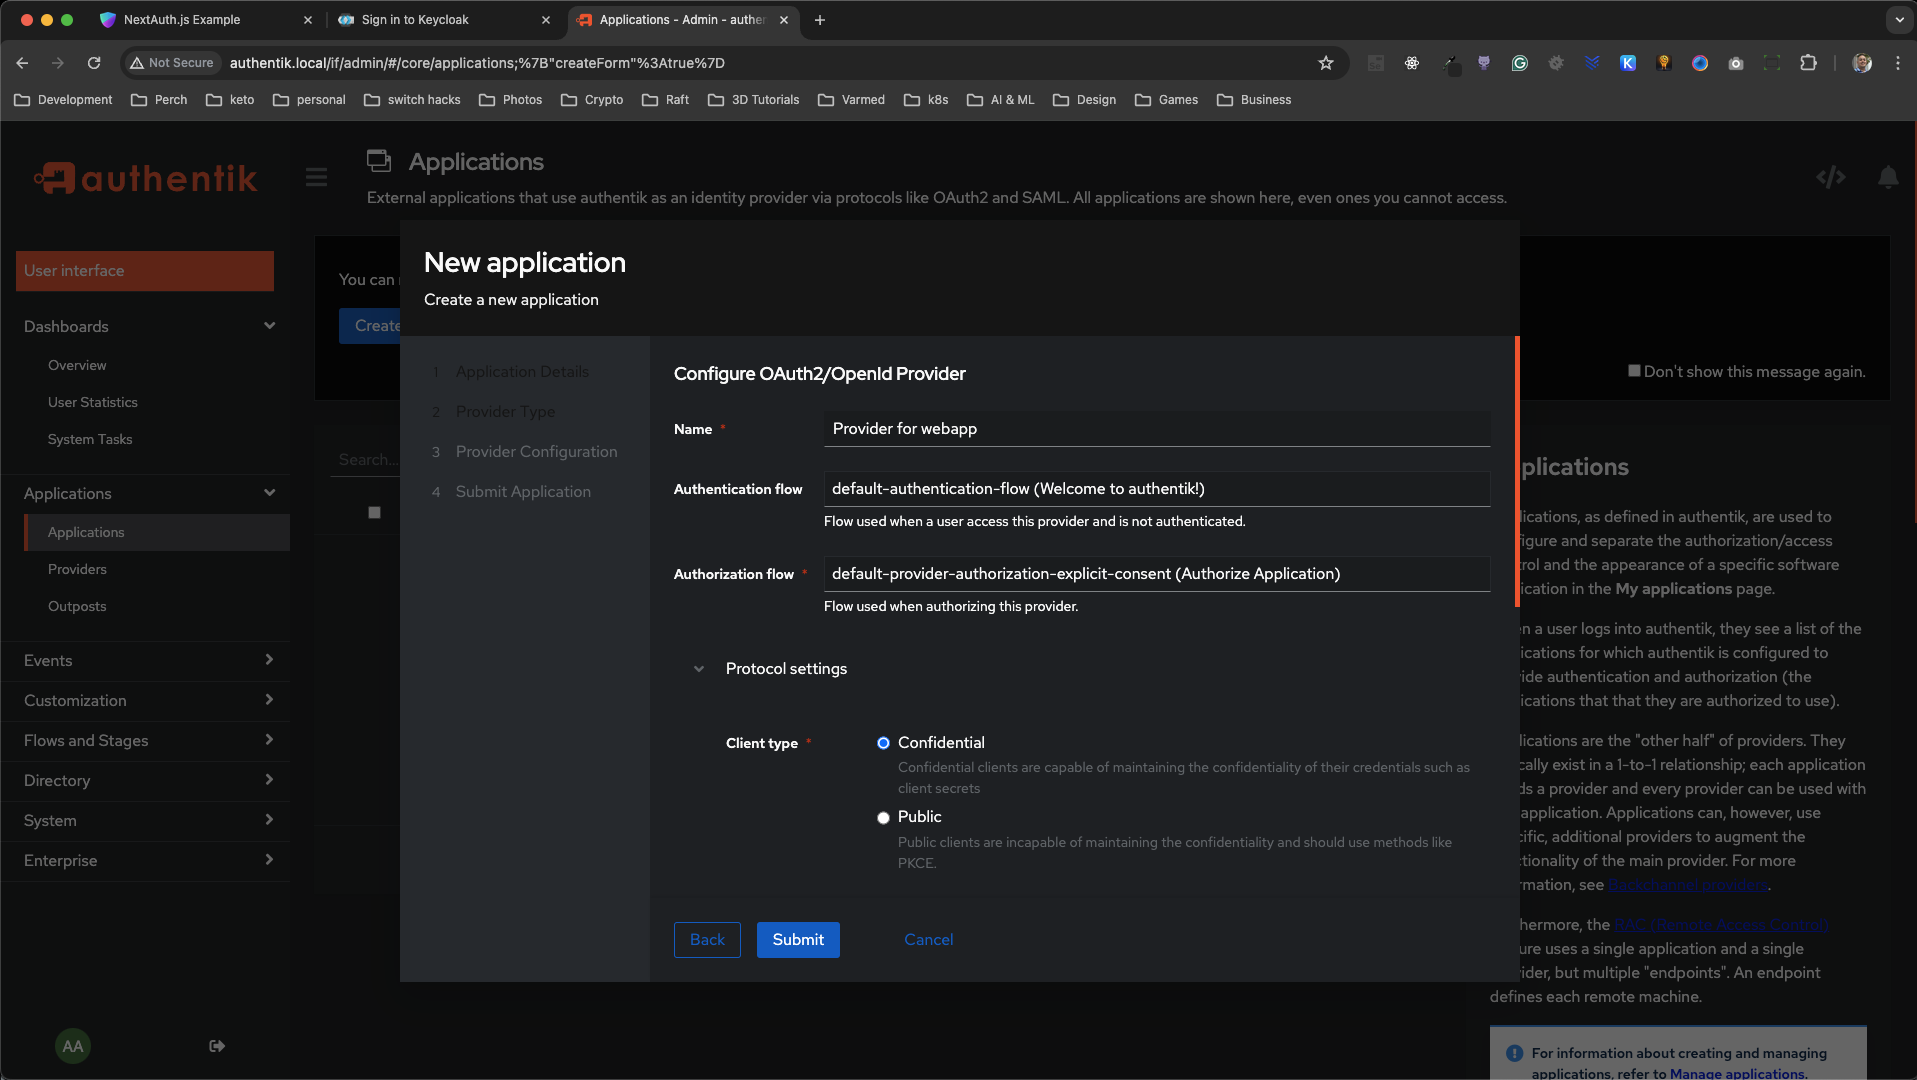 NextAuth.js Example
Sign in to Keycloak
Applications - Admin - auther
Not Secure
authentik.local/if/admin/#/core/applications;%7B"createForm"%3Atrue%7D
Development
Perch
keto
personal
switch hacks
Photos
Crypto
Raft
3D Tutorials
Varmed
k8s
AI & ML
Design
Games
Business
authentik
Applications
External applications that use authentik as an identity provider via protocols like OAuth2 and SAML. All applications are shown here, even ones you cannot access.
User interface
Dashboards
Overview
User Statistics
System Tasks
Applications
Applications
Providers
Outposts
Events
Customization
Flows and Stages
Directory
System
Enterprise
AA
You can
Create
Don't show this message again.
Search...
New application
Create a new application
1 Application Details
2 Provider Type
3 Provider Configuration
4 Submit Application
Configure OAuth2/OpenId Provider
Name *
Provider for webapp
Authentication flow
default-authentication-flow (Welcome to authentik!)
Flow used when a user access this provider and is not authenticated.
Authorization flow *
default-provider-authorization-explicit-consent (Authorize Application)
Flow used when authorizing this provider.
Protocol settings
Client type *
Confidential
Confidential clients are capable of maintaining the confidentiality of their credentials such as
client secrets
Public
Public clients are incapable of maintaining the confidentiality and should use methods like
PKCE.
Back
Submit
Cancel
plications
lications, as defined in authentik, are used to
figure and separate the authorization/access
rol and the appearance of a specific software
ication in the My applications page.
n a user logs into authentik, they see a list of the
ications for which authentik is configured to
ide authentication and authorization (the
ications that that they are authorized to use).
lications are the "other half" of providers. They
cally exist in a 1-to-1 relationship; each application
ds a provider and every provider can be used with
application. Applications can, however, use
cific, additional providers to augment the
ctionality of the main provider. For more
rmation, see Backchannel providers.
hermore, the RAC (Remote Access Control)
ure uses a single application and a single
ider, but multiple "endpoints". An endpoint
defines each remote machine.
For information about creating and managing
applications, refer to Manage applications.